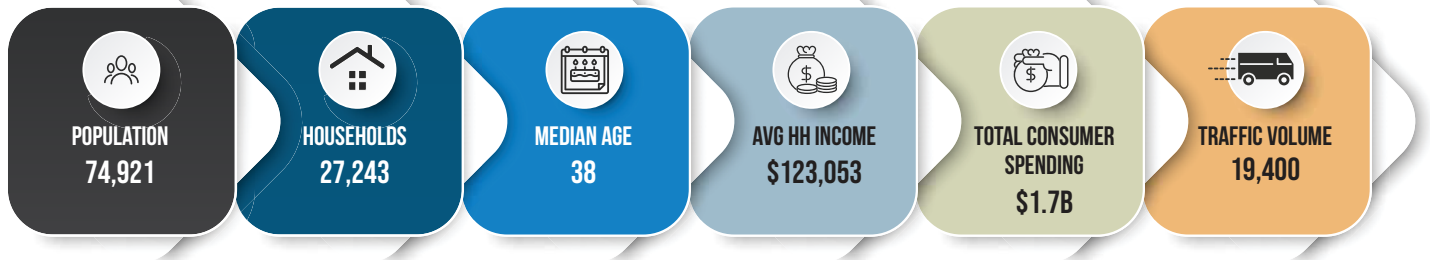 POPULATION
74,921
HOUSEHOLDS
27,243
MEDIAN AGE
38
AVG HH INCOME
$123,053
TOTAL CONSUMER
SPENDING
$1.7B
TRAFFIC VOLUME
19,400